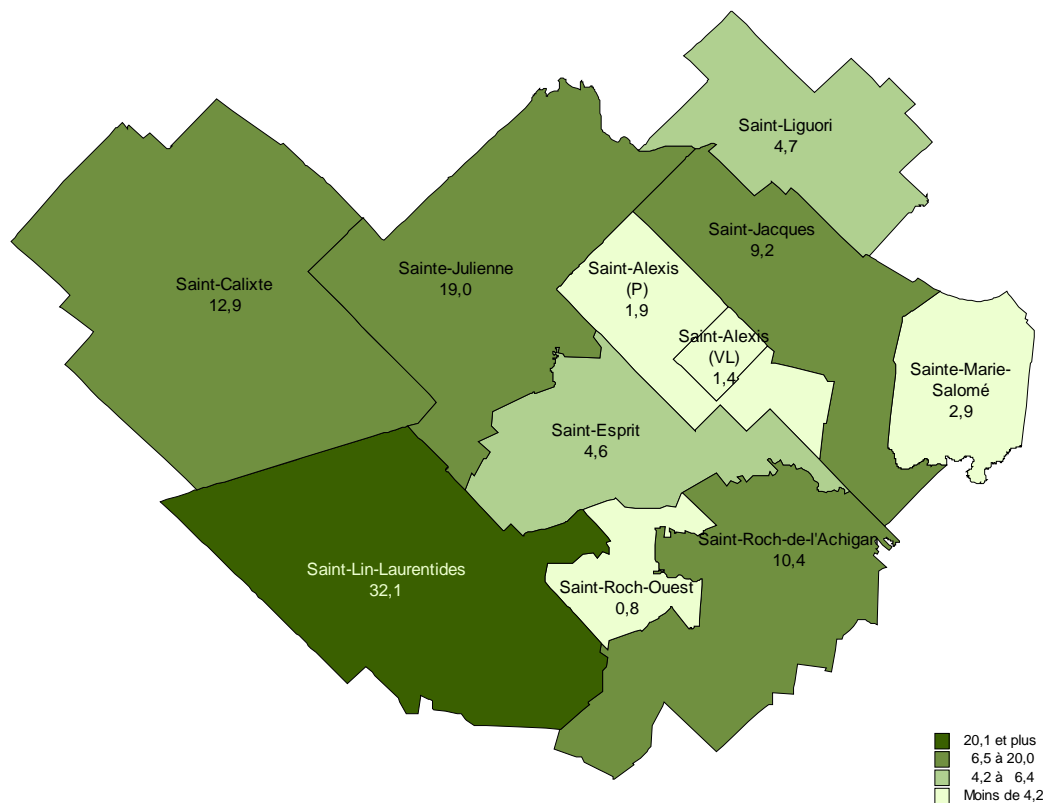 Saint-Liguori
4,7
Saint-Jacques
9,2
Saint-Alexis
(P)
1,9
Sainte-Julienne
19,0
Saint-Calixte
12,9
Saint-Alexis
(VL)
1,4
Sainte-Marie-
Salomé
2,9
Saint-Esprit
4,6
Saint-Roch-de-l'Achigan
10,4
Saint-Lin-Laurentides
32,1
Saint-Roch-Ouest
0,8
20,1 et plus
6,5 à 20,0
4,2 à 6,4
Moins de 4,2